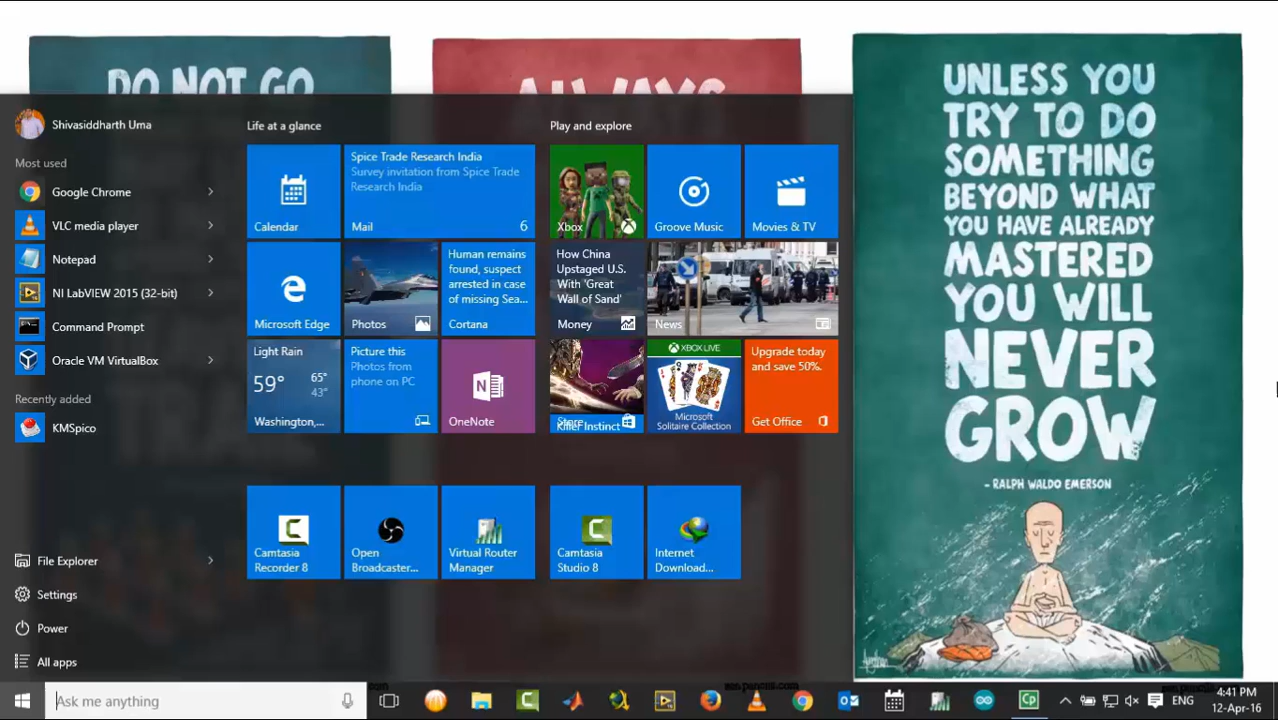 DO NOT GO
ALWAYS
UNLESS YOU
TRY TO DO
SOMETHING
BEYOND WHAT
YOU HAVE ALREADY
MASTERED
YOU WILL
NEVER
GROW
- RALPH WALDO EMERSON
Shivasiddharth Uma
Most used
Google Chrome
VLC media player
Notepad
NI LabVIEW 2015 (32-bit)
Command Prompt
Oracle VM VirtualBox
Recently added
KMSpico
File Explorer
Settings
Power
All apps
Life at a glance
Calendar
Spice Trade Research India
Survey invitation from Spice Trade
Research India
Mail 6
Microsoft Edge
Photos
Human remains
found, suspect
arrested in case
of missing Sea...
Cortana
Light Rain
59° 65°
43°
Washington,...
Picture this
Photos from
phone on PC
OneNote
Play and explore
Xbox
Groove Music
Movies & TV
How China
Upstaged U.S.
With 'Great
Wall of Sand'
Money
News
Store
Killer Instinct
XBOX LIVE
Microsoft
Solitaire Collection
Upgrade today
and save 50%.
Get Office
Camtasia
Recorder 8
Open
Broadcaster...
Virtual Router
Manager
Camtasia
Studio 8
Internet
Download...
Ask me anything
Cp
ENG
4:41 PM
12-Apr-16